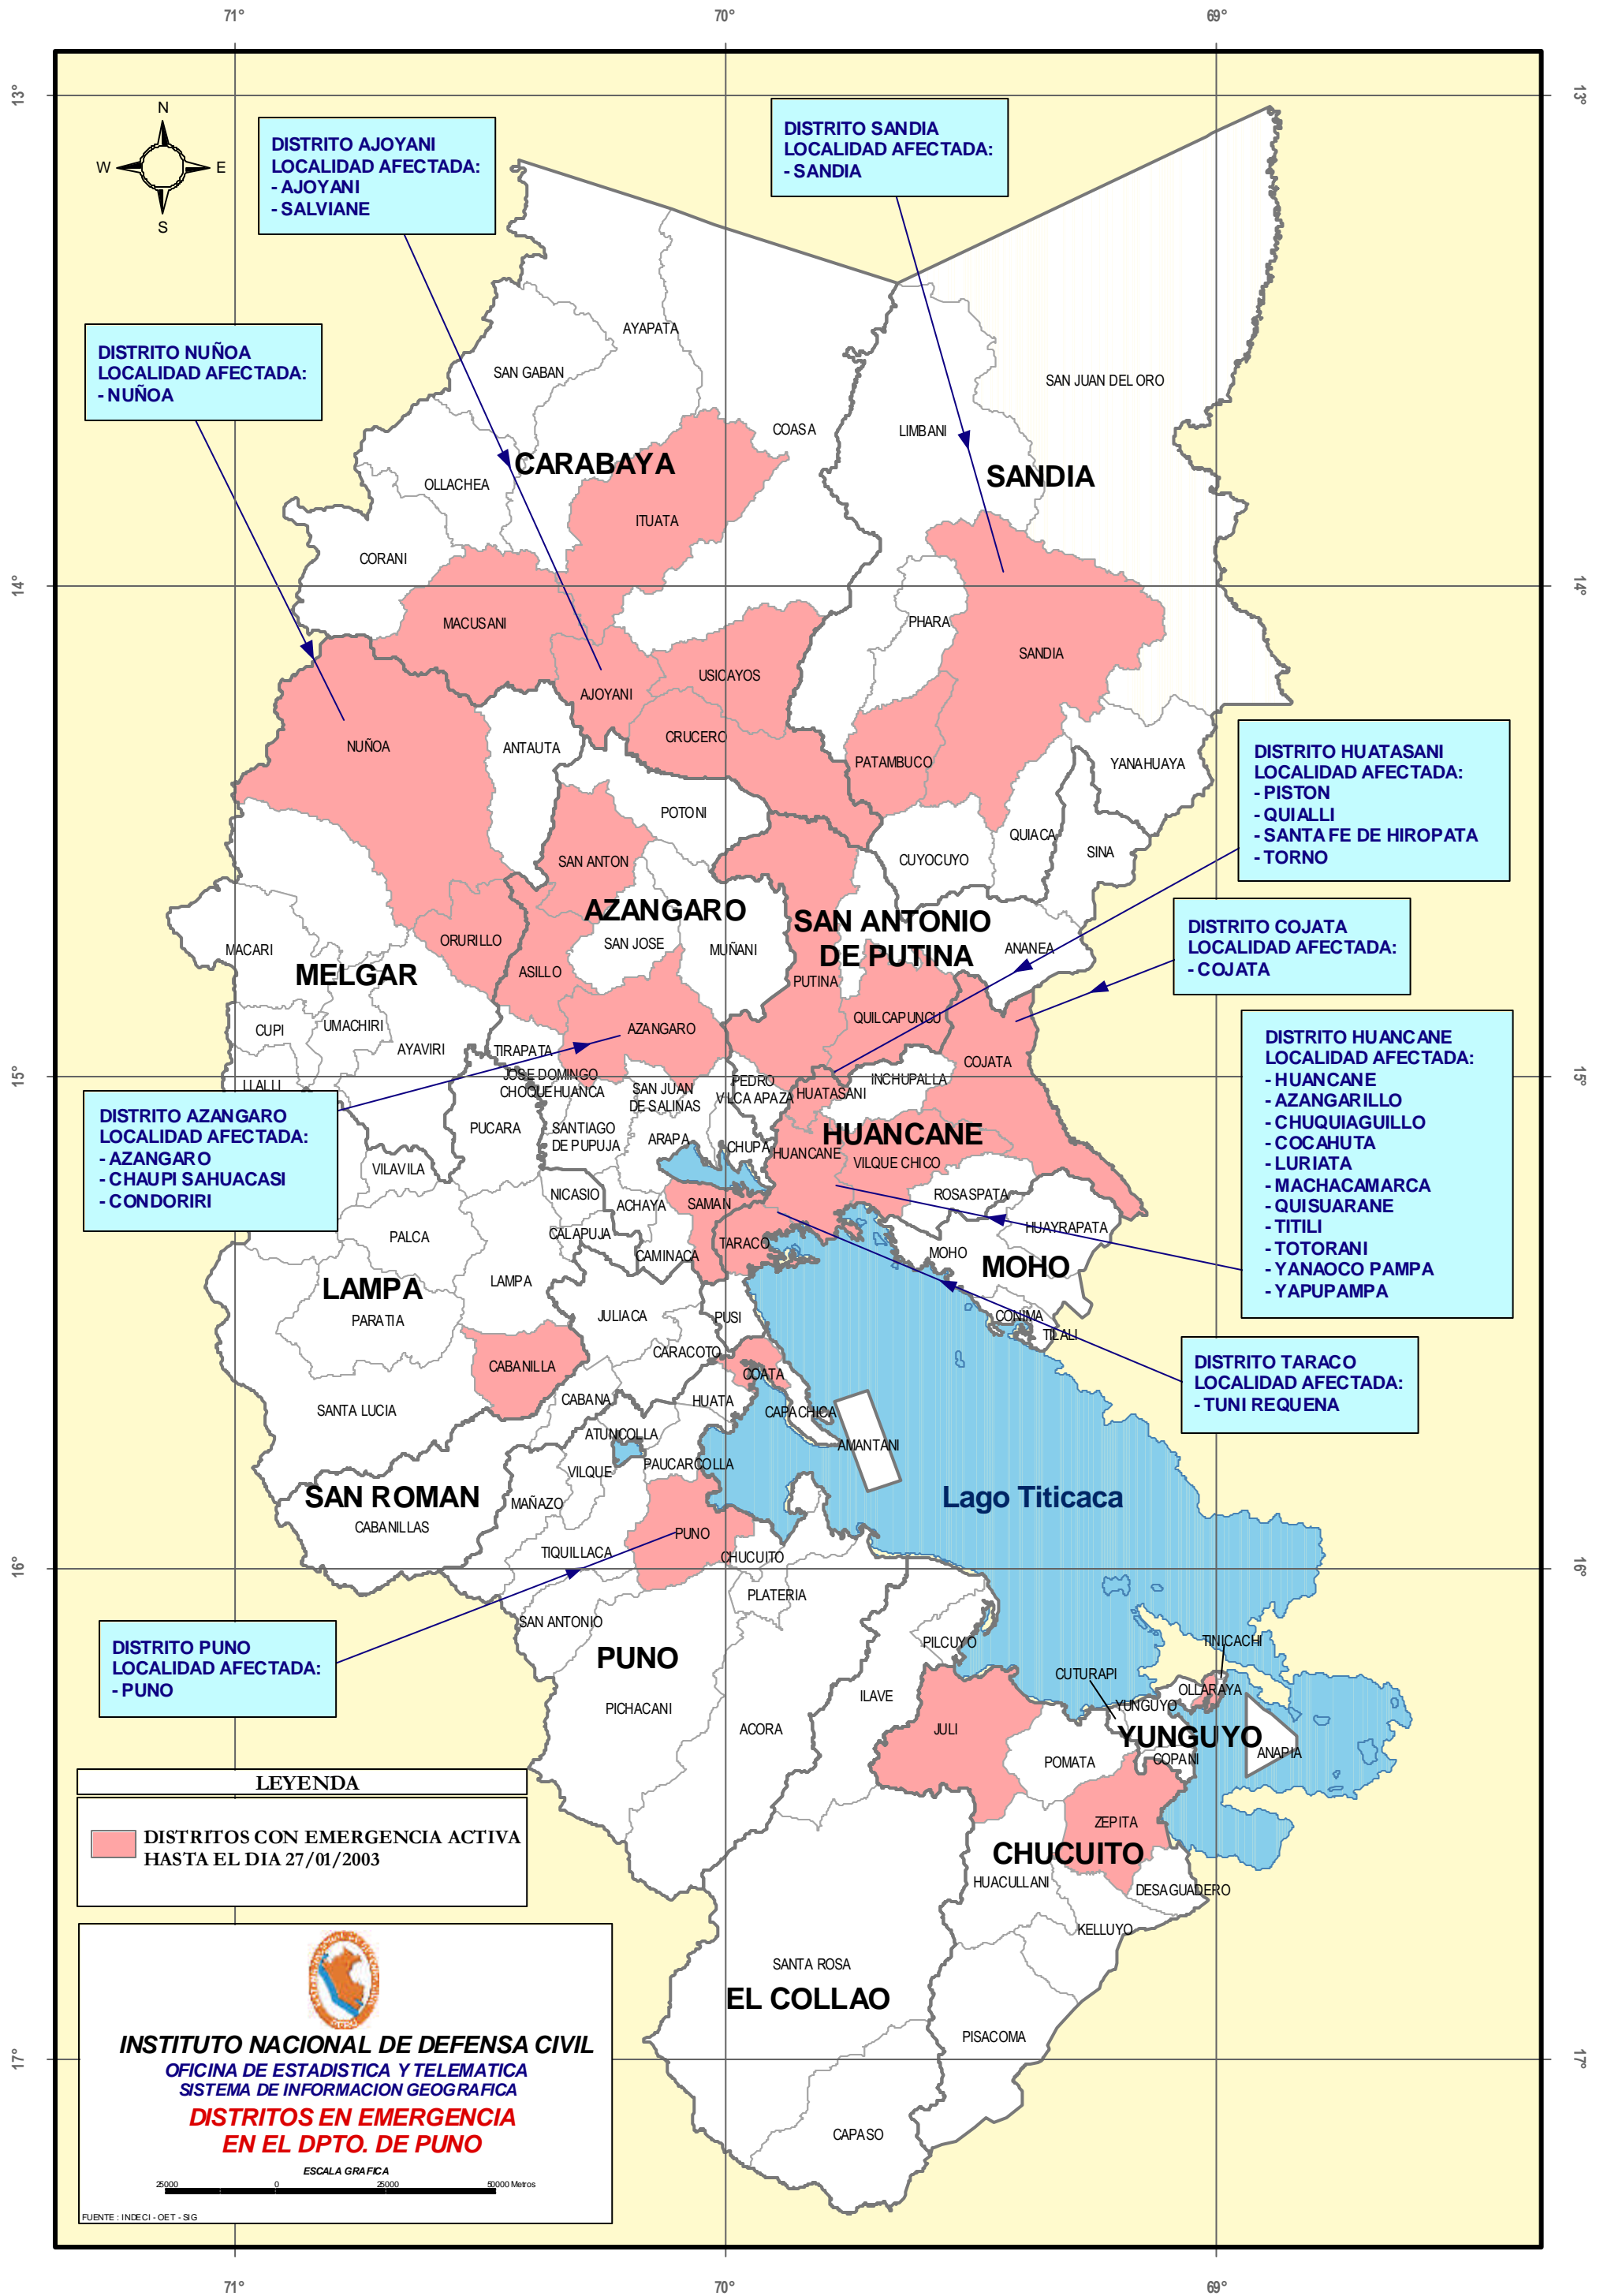 71°
70°
69°
13°
13°
N
W
E
S
DISTRITO AJOYANI
LOCALIDAD AFECTADA:
- AJOYANI
- SALVIANE
DISTRITO SANDIA
LOCALIDAD AFECTADA:
- SANDIA
DISTRITO NUÑOA
LOCALIDAD AFECTADA:
- NUÑOA
AYAPATA
SAN GABAN
SAN JUAN DEL ORO
COASA
LIMBANI
CARABAYA
SANDIA
OLLACHEA
ITUATA
CORANI
14°
14°
MACUSANI
PHARA
SANDIA
USICAYOS
AJOYANI
CRUCERO
NUÑOA
ANTAUTA
PATAMBUCO
YANAHUAYA
DISTRITO HUATASANI
LOCALIDAD AFECTADA:
- PISTON
- QUIALLI
- SANTA FE DE HIROPATA
- TORNO
POTONI
QUIACA
SINA
SAN ANTON
CUYOCUYO
AZANGARO
SAN ANTONIO
DE PUTINA
DISTRITO COJATA
LOCALIDAD AFECTADA:
- COJATA
ORURILLO
SAN JOSE
MUÑANI
ANANEA
MACARI
MELGAR
ASILLO
PUTINA
QUILCAPUNCU
CUPI
UMACHIRI
AZANGARO
AYAVIRI
TIRAPATA
COJATA
DISTRITO HUANCANE
LOCALIDAD AFECTADA:
- HUANCANE
- AZANGARILLO
- CHUQUIAGUILLO
- COCAHUTA
- LURIATA
- MACHACAMARCA
- QUISUARANE
- TITILI
- TOTORANI
- YANAOCO PAMPA
- YAPUPAMPA
15°
15°
LLALLI
JOSE DOMINGO
CHOQUEHUANCA
SAN JUAN
DE SALINAS
PEDRO
VILCA APAZA
HUATASANI
INCHUPALLA
DISTRITO AZANGARO
LOCALIDAD AFECTADA:
- AZANGARO
- CHAUPI SAHUACASI
- CONDORIRI
PUCARA
SANTIAGO
DE PUPUJA
ARAPA
CHUPA
HUANCANE
HUANCANE
VILQUE CHICO
VILAVILA
NICASIO
ACHAYA
SAMAN
ROSASPATA
HUAYRAPATA
PALCA
CALAPUJA
CAMINACA
TARACO
MOHO
MOHO
LAMPA
LAMPA
PARATIA
JULIACA
PUSI
CONIMA
TILALI
CABANILLA
CARACOTO
COATA
DISTRITO TARACO
LOCALIDAD AFECTADA:
- TUNI REQUENA
SANTA LUCIA
CABANA
HUATA
CAPACHICA
ATUNCOLLA
AMANTANI
PAUCARCOLLA
VILQUE
SAN ROMAN
MAÑAZO
CABANILLAS
Lago Titicaca
PUNO
TIQUILLACA
CHUCUITO
16°
16°
PLATERIA
SAN ANTONIO
DISTRITO PUNO
LOCALIDAD AFECTADA:
- PUNO
PUNO
PILCUYO
TINICACHI
CUTURAPI
OLLARAYA
YUNGUYO
ILAVE
PICHACANI
ACORA
JULI
YUNGUYO
POMATA
COPANI
ANAPIA
LEYENDA
DISTRITOS CON EMERGENCIA ACTIVA
HASTA EL DIA 27/01/2003
ZEPITA
CHUCUITO
HUACULLANI
DESAGUADERO
KELLUYO
SANTA ROSA
EL COLLAO
PISACOMA
17°
17°
CAPASO
INSTITUTO NACIONAL DE DEFENSA CIVIL
OFICINA DE ESTADISTICA Y TELEMATICA
SISTEMA DE INFORMACION GEOGRAFICA
DISTRITOS EN EMERGENCIA
EN EL DPTO. DE PUNO
ESCALA GRAFICA
25000 0 25000 50000 Metros
FUENTE : INDECI - OET - SIG
71°
70°
69°